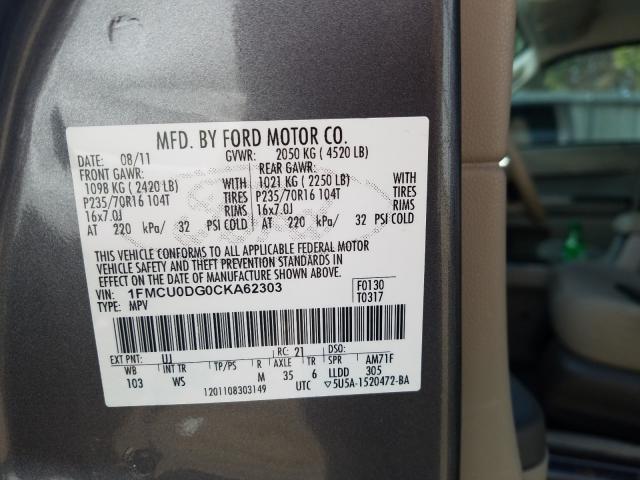 MFD. BY FORD MOTOR CO.
DATE: 08/11 GVWR: 2050 KG ( 4520 LB)
FRONT GAWR: REAR GAWR:
1098 KG ( 2420 LB) WITH 1021 KG ( 2250 LB) WITH
P235/70R16 104T TIRES P235/70R16 104T TIRES
16x7.0J RIMS 16x7.0J RIMS
AT 220 kPa/ 32 PSI COLD AT 220 kPa/ 32 PSI COLD
THIS VEHICLE CONFORMS TO ALL APPLICABLE FEDERAL MOTOR
VEHICLE SAFETY AND THEFT PREVENTION STANDARDS IN
EFFECT ON THE DATE OF MANUFACTURE SHOWN ABOVE.
VIN: 1FMCU0DG0CKA62303 F0130
TYPE: MPV T0317
EXT PNT: UJ RC: 21 DSO:
WB INT TR TP/PS R AXLE TR SPR AM71F
103 WS M 35 6 LLDD 305
1201108303149 UTC ▽5U5A-1520472-BA